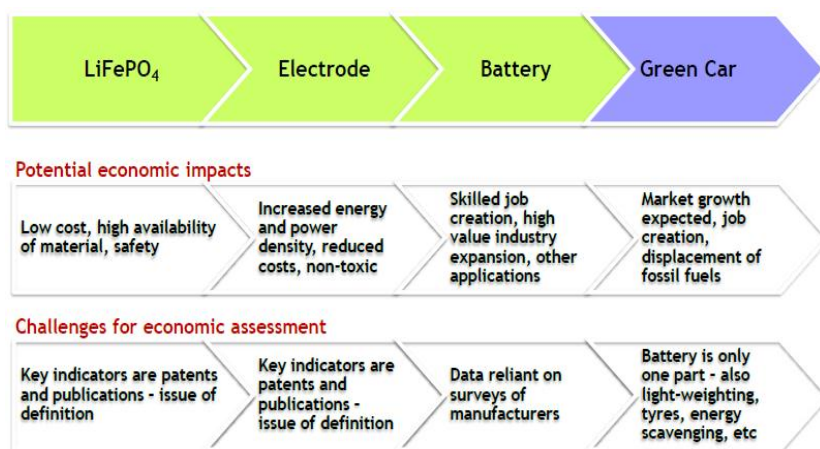 LiFePO₄
Electrode
Battery
Green Car
Potential economic impacts
Low cost, high availability
of material, safety
Increased energy
and power
density, reduced
costs, non-toxic
Skilled job
creation, high
value industry
expansion, other
applications
Market growth
expected, job
creation,
displacement of
fossil fuels
Challenges for economic assessment
Key indicators are patents
and publications - issue of
definition
Key indicators are
patents and
publications -
issue of definition
Data reliant on
surveys of
manufacturers
Battery is only
one part - also
light-weighting,
tyres, energy
scavenging, etc